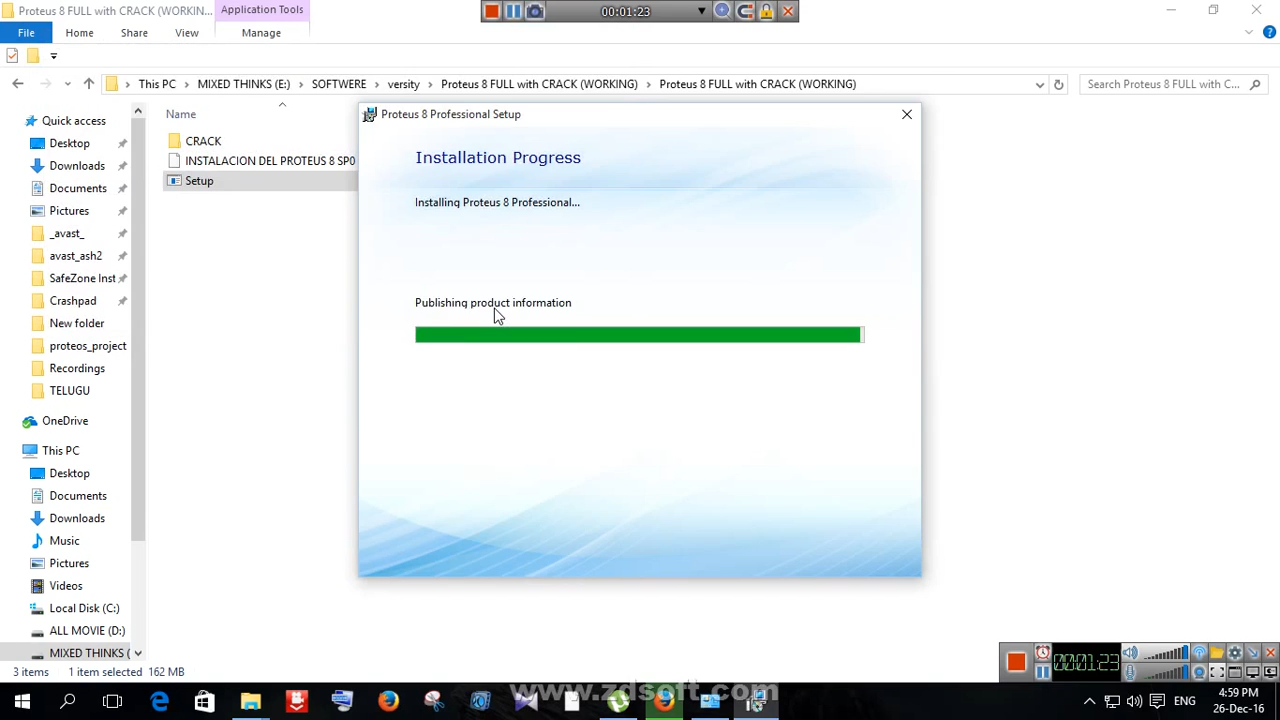 Proteus 8 FULL with CRACK (WORKIN...
Application Tools
00:01:23
File
Home
Share
View
Manage
This PC
MIXED THINKS (E:)
SOFTWERE
versity
Proteus 8 FULL with CRACK (WORKING)
Proteus 8 FULL with CRACK (WORKING)
Search Proteus 8 FULL with C...
Name
CRACK
INSTALACION DEL PROTEUS 8 SP0
Setup
Quick access
Desktop
Downloads
Documents
Pictures
_avast_
avast_ash2
SafeZone Inst
Crashpad
New folder
proteos_project
Recordings
TELUGU
OneDrive
This PC
Desktop
Documents
Downloads
Music
Pictures
Videos
Local Disk (C:)
ALL MOVIE (D:)
MIXED THINKS (
Proteus 8 Professional Setup
Installation Progress
Installing Proteus 8 Professional...
Publishing product information
3 items
1 item selected 162 MB
00:01:23
www.zdsoft.com
ENG
4:59 PM
26-Dec-16